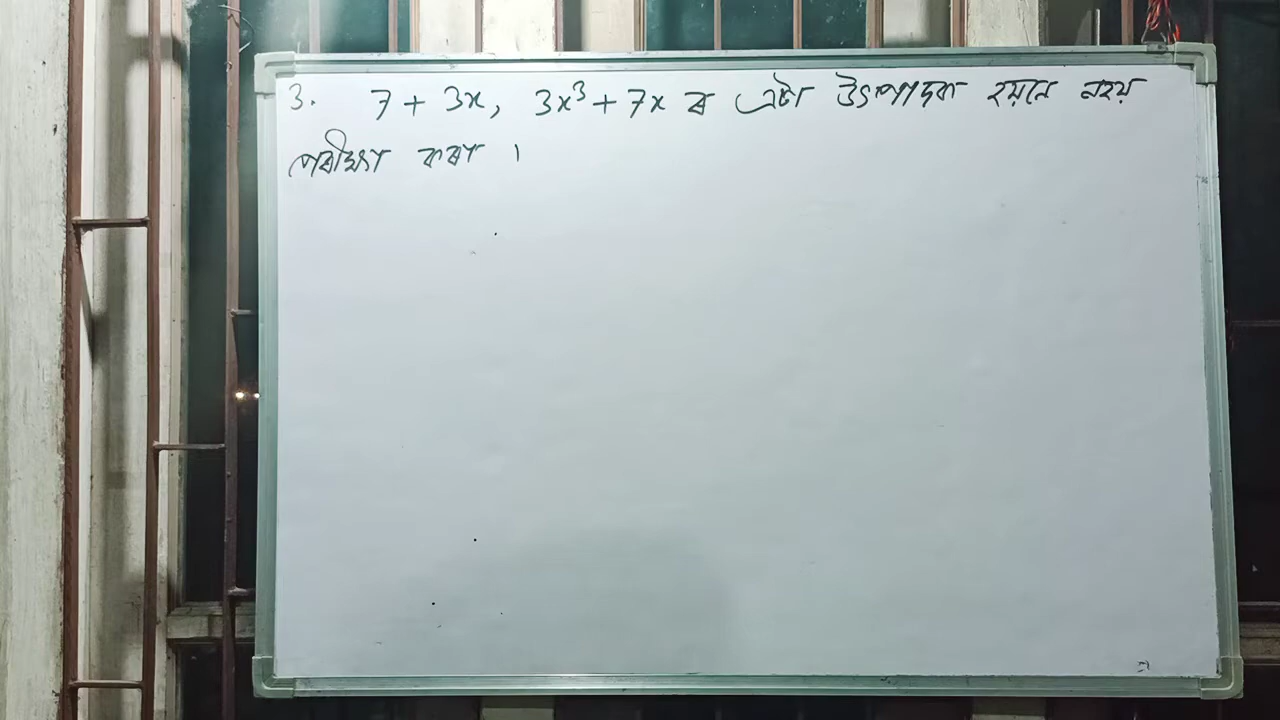 3. 7 + 3x, 3x³ + 7x ৰ এটা উৎপাদক হয়নে নহয়
পৰীক্ষা কৰা ।